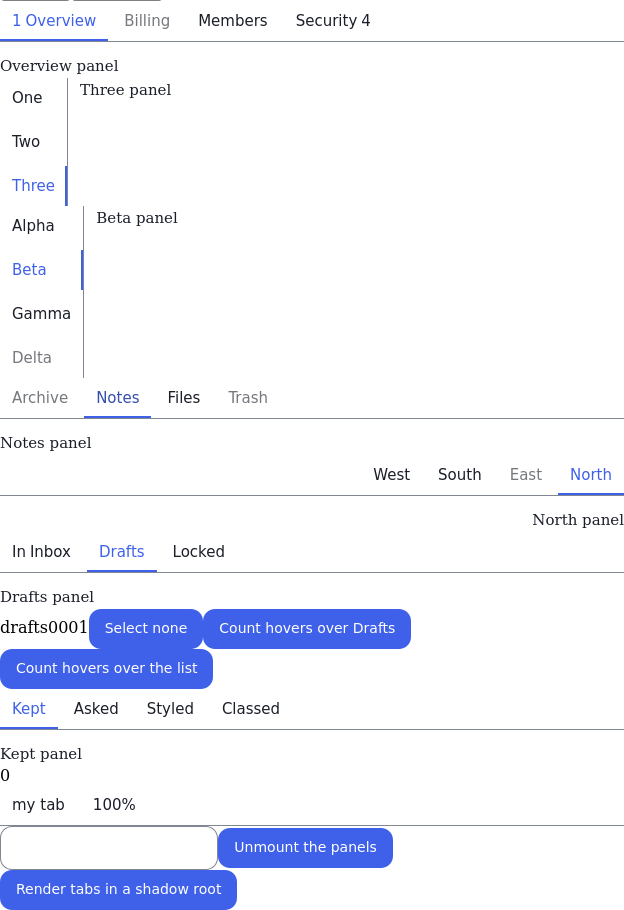 1 Overview Billing Members Security 4
Overview panel
One
Three panel
Two
Three
Alpha
Beta panel
Beta
Gamma
Delta
Archive Notes Files Trash
Notes panel
West South East North
North panel
In Inbox Drafts Locked
Drafts panel
drafts0001 Select none Count hovers over Drafts
Count hovers over the list
Kept Asked Styled Classed
Kept panel
0
my tab 100%
Unmount the panels
Render tabs in a shadow root